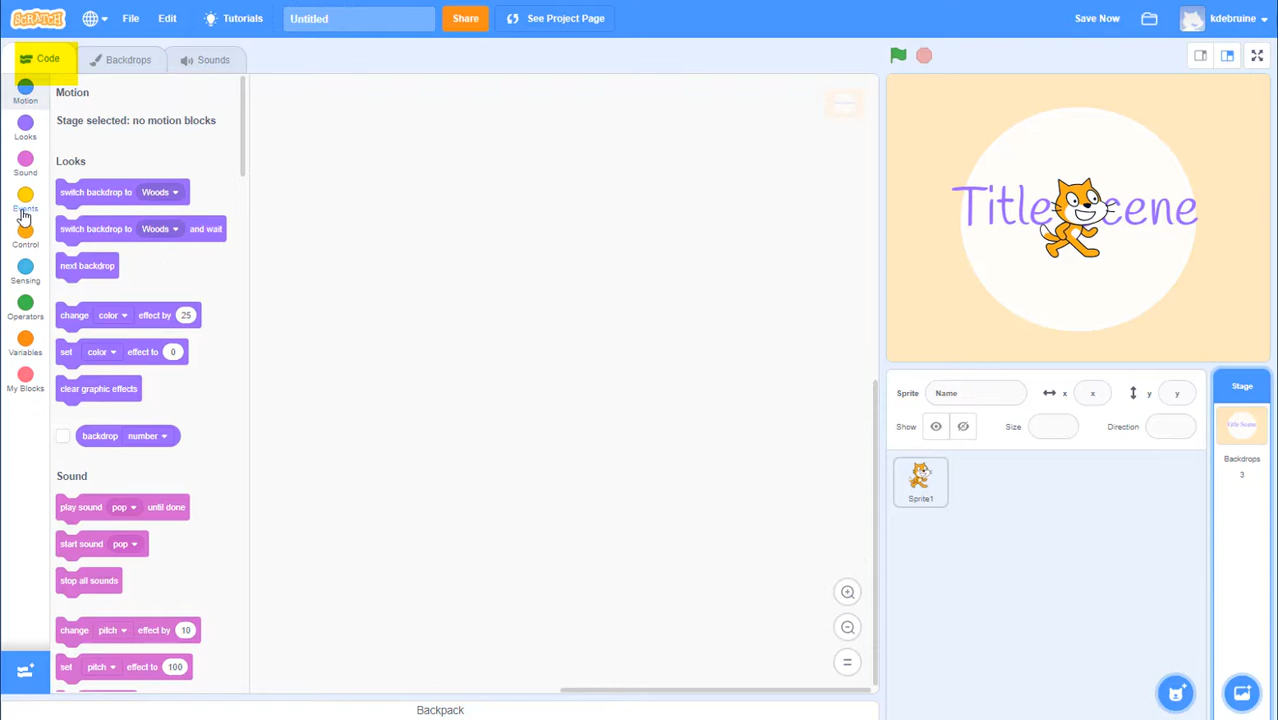 SCRATCH File Edit Tutorials Untitled Share See Project Page Save Now kdebruine
Code Backdrops Sounds
Motion
Looks
Sound
Events
Control
Sensing
Operators
Variables
My Blocks
Motion
Stage selected: no motion blocks
Looks
switch backdrop to Woods
switch backdrop to Woods and wait
next backdrop
change color effect by 25
set color effect to 0
clear graphic effects
backdrop number
Sound
play sound pop until done
start sound pop
stop all sounds
change pitch effect by 10
set pitch effect to 100
Title Scene
Sprite Name x x y y
Show Size Direction
Sprite1
Stage
Title Scene
Backdrops
3
Backpack